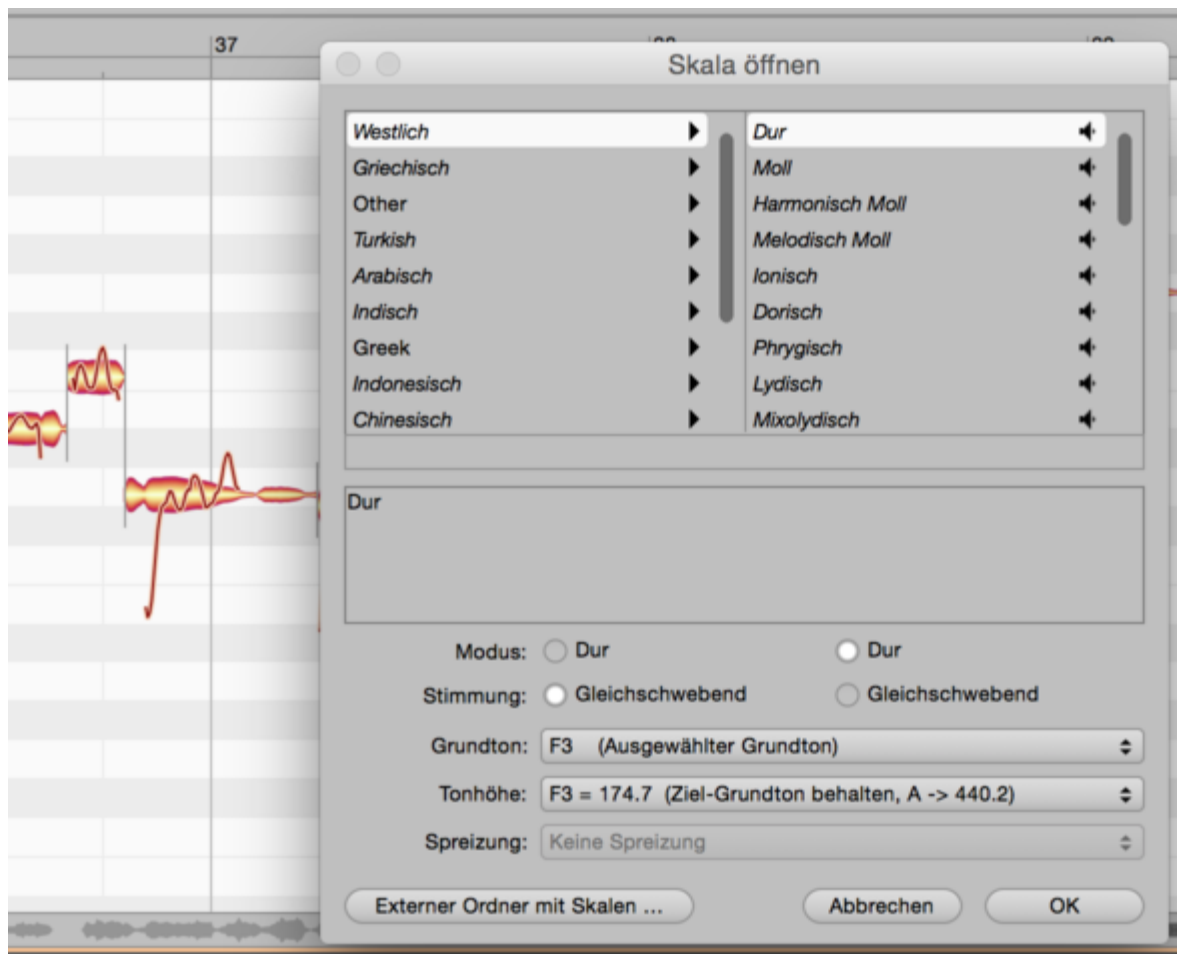 37
Skala öffnen
Westlich
Griechisch
Other
Turkish
Arabisch
Indisch
Greek
Indonesisch
Chinesisch
Dur
Moll
Harmonisch Moll
Melodisch Moll
Ionisch
Dorisch
Phrygisch
Lydisch
Mixolydisch
Dur
Modus: Dur Dur
Stimmung: Gleichschwebend Gleichschwebend
Grundton: F3 (Ausgewählter Grundton)
Tonhöhe: F3 = 174.7 (Ziel-Grundton behalten, A -> 440.2)
Spreizung: Keine Spreizung
Externer Ordner mit Skalen ... Abbrechen OK